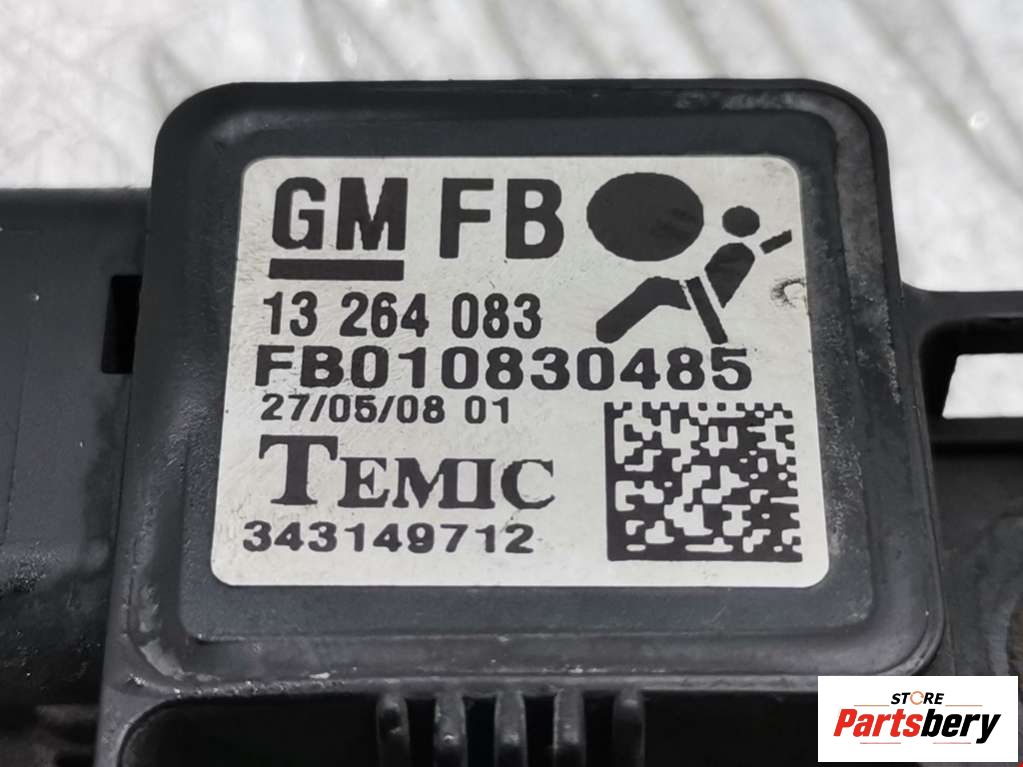 GM FB
13 264 083
FB010830485
27/05/08 01
TEMIC
343149712
STORE
Partsbery